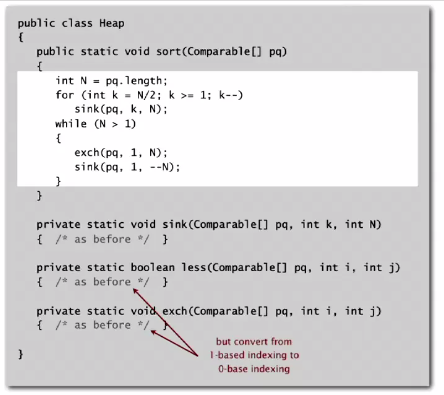 public class Heap
{
public static void sort(Comparable[] pq)
{
int N = pq.length;
for (int k = N/2; k >= 1; k--)
sink(pq, k, N);
while (N > 1)
{
exch(pq, 1, N);
sink(pq, 1, --N);
}
}
private static void sink(Comparable[] pq, int k, int N)
{ /* as before */ }
private static boolean less(Comparable[] pq, int i, int j)
{ /* as before */ }
private static void exch(Comparable[] pq, int i, int j)
{ /* as before */ }
but convert from
1-based indexing to
0-base indexing
}